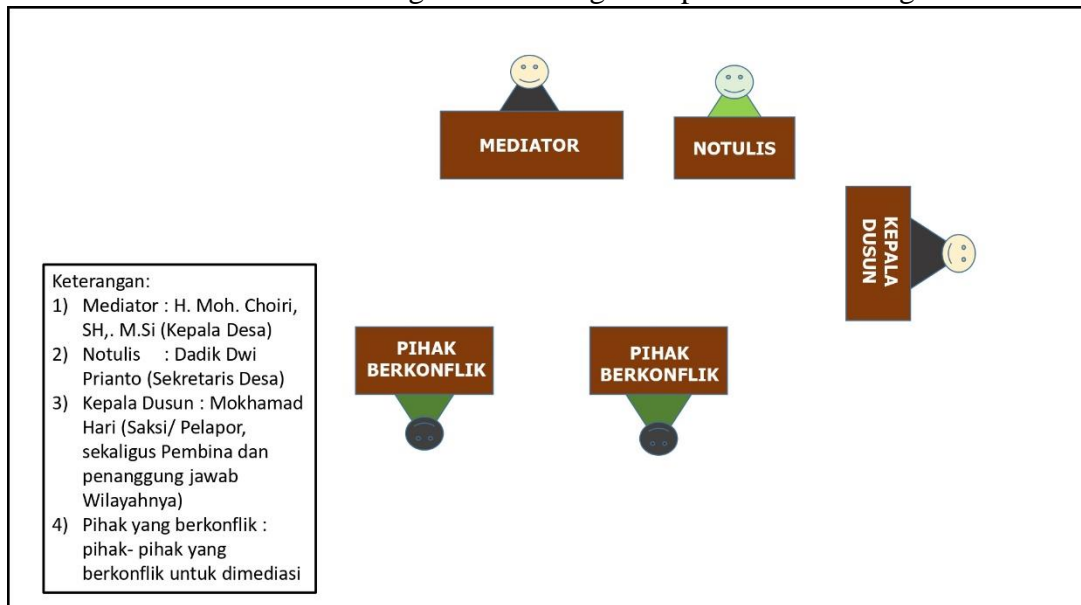 MEDIATOR
NOTULIS
KEPALA
DUSUN
PIHAK
BERKONFLIK
PIHAK
BERKONFLIK
Keterangan:
1) Mediator : H. Moh. Choiri,
SH,. M.Si (Kepala Desa)
2) Notulis : Dadik Dwi
Prianto (Sekretaris Desa)
3) Kepala Dusun : Mokhamad
Hari (Saksi/ Pelapor,
sekaligus Pembina dan
penanggung jawab
Wilayahnya)
4) Pihak yang berkonflik :
pihak- pihak yang
berkonflik untuk dimediasi